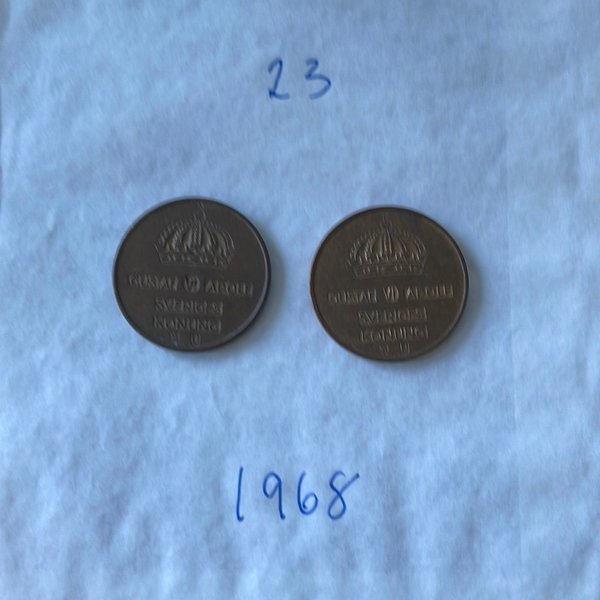 23
GUSTAF VI ADOLF
SVERIGES
KONUNG
U
GUSTAF VI ADOLF
SVERIGES
KONUNG
U
1968